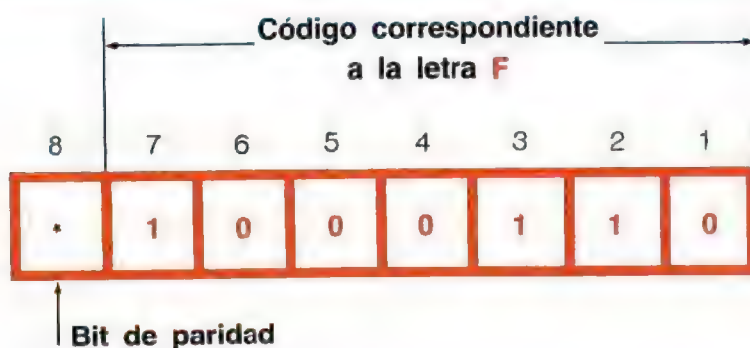 Código correspondiente
a la letra F
8 7 6 5 4 3 2 1
* 1 0 0 0 1 1 0
Bit de paridad